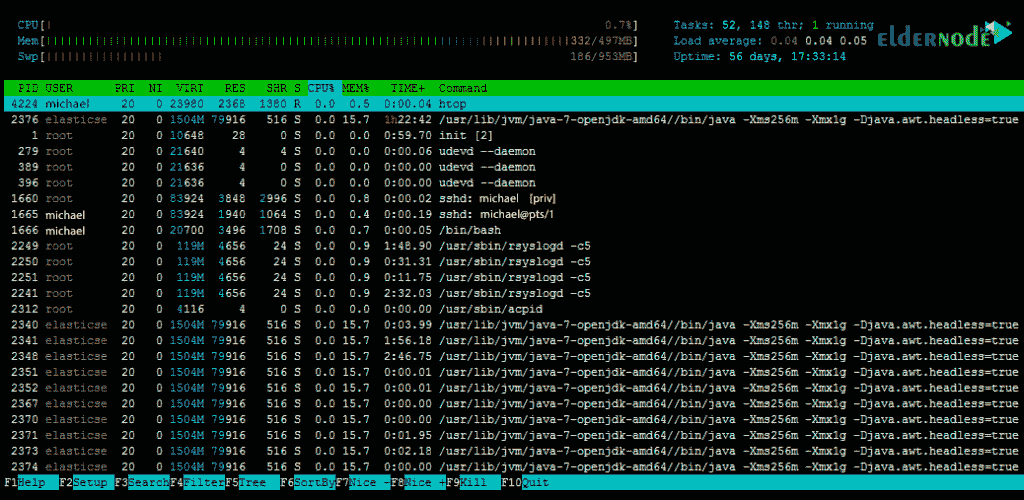 CPU[| 0.7%] Tasks: 52, 148 thr; 1 running
Mem[||||||||||||||||||||||||||||||||||||||||||||||||||||||||||||||||||||||||||||||||||||||332/497MB] Load average: 0.04 0.04 0.05 ELDERNODE
Swp[|||||||||||||||||| 186/953MB] Uptime: 56 days, 17:33:14
PID USER PRI NI VIRT RES SHR S CPU% MEM% TIME+ Command
4224 michael 20 0 23980 2368 1380 R 0.0 0.5 0:00.04 htop
2376 elasticse 20 0 1504M 79916 516 S 0.0 15.7 1h22:42 /usr/lib/jvm/java-7-openjdk-amd64//bin/java -Xms256m -Xmx1g -Djava.awt.headless=true
1 root 20 0 10648 28 0 S 0.0 0.0 0:59.70 init [2]
279 root 20 0 21640 4 4 S 0.0 0.0 0:00.06 udevd --daemon
389 root 20 0 21636 4 0 S 0.0 0.0 0:00.00 udevd --daemon
396 root 20 0 21636 4 0 S 0.0 0.0 0:00.00 udevd --daemon
1660 root 20 0 83924 3848 2996 S 0.0 0.8 0:00.02 sshd: michael [priv]
1665 michael 20 0 83924 1940 1064 S 0.0 0.4 0:00.19 sshd: michael@pts/1
1666 michael 20 0 20700 3496 1708 S 0.0 0.7 0:00.05 /bin/bash
2249 root 20 0 119M 4656 24 S 0.0 0.9 1:48.90 /usr/sbin/rsyslogd -c5
2250 root 20 0 119M 4656 24 S 0.0 0.9 0:31.31 /usr/sbin/rsyslogd -c5
2251 root 20 0 119M 4656 24 S 0.0 0.9 0:11.75 /usr/sbin/rsyslogd -c5
2241 root 20 0 119M 4656 24 S 0.0 0.9 2:32.03 /usr/sbin/rsyslogd -c5
2312 root 20 0 4116 4 0 S 0.0 0.0 0:00.00 /usr/sbin/acpid
2340 elasticse 20 0 1504M 79916 516 S 0.0 15.7 0:03.99 /usr/lib/jvm/java-7-openjdk-amd64//bin/java -Xms256m -Xmx1g -Djava.awt.headless=true
2341 elasticse 20 0 1504M 79916 516 S 0.0 15.7 1:56.18 /usr/lib/jvm/java-7-openjdk-amd64//bin/java -Xms256m -Xmx1g -Djava.awt.headless=true
2348 elasticse 20 0 1504M 79916 516 S 0.0 15.7 2:46.75 /usr/lib/jvm/java-7-openjdk-amd64//bin/java -Xms256m -Xmx1g -Djava.awt.headless=true
2351 elasticse 20 0 1504M 79916 516 S 0.0 15.7 0:00.01 /usr/lib/jvm/java-7-openjdk-amd64//bin/java -Xms256m -Xmx1g -Djava.awt.headless=true
2352 elasticse 20 0 1504M 79916 516 S 0.0 15.7 0:00.01 /usr/lib/jvm/java-7-openjdk-amd64//bin/java -Xms256m -Xmx1g -Djava.awt.headless=true
2367 elasticse 20 0 1504M 79916 516 S 0.0 15.7 0:00.00 /usr/lib/jvm/java-7-openjdk-amd64//bin/java -Xms256m -Xmx1g -Djava.awt.headless=true
2370 elasticse 20 0 1504M 79916 516 S 0.0 15.7 0:00.00 /usr/lib/jvm/java-7-openjdk-amd64//bin/java -Xms256m -Xmx1g -Djava.awt.headless=true
2371 elasticse 20 0 1504M 79916 516 S 0.0 15.7 0:01.95 /usr/lib/jvm/java-7-openjdk-amd64//bin/java -Xms256m -Xmx1g -Djava.awt.headless=true
2373 elasticse 20 0 1504M 79916 516 S 0.0 15.7 0:02.18 /usr/lib/jvm/java-7-openjdk-amd64//bin/java -Xms256m -Xmx1g -Djava.awt.headless=true
2374 elasticse 20 0 1504M 79916 516 S 0.0 15.7 0:00.00 /usr/lib/jvm/java-7-openjdk-amd64//bin/java -Xms256m -Xmx1g -Djava.awt.headless=true
F1Help F2Setup F3SearchF4FilterF5Tree F6SortByF7Nice -F8Nice +F9Kill F10Quit